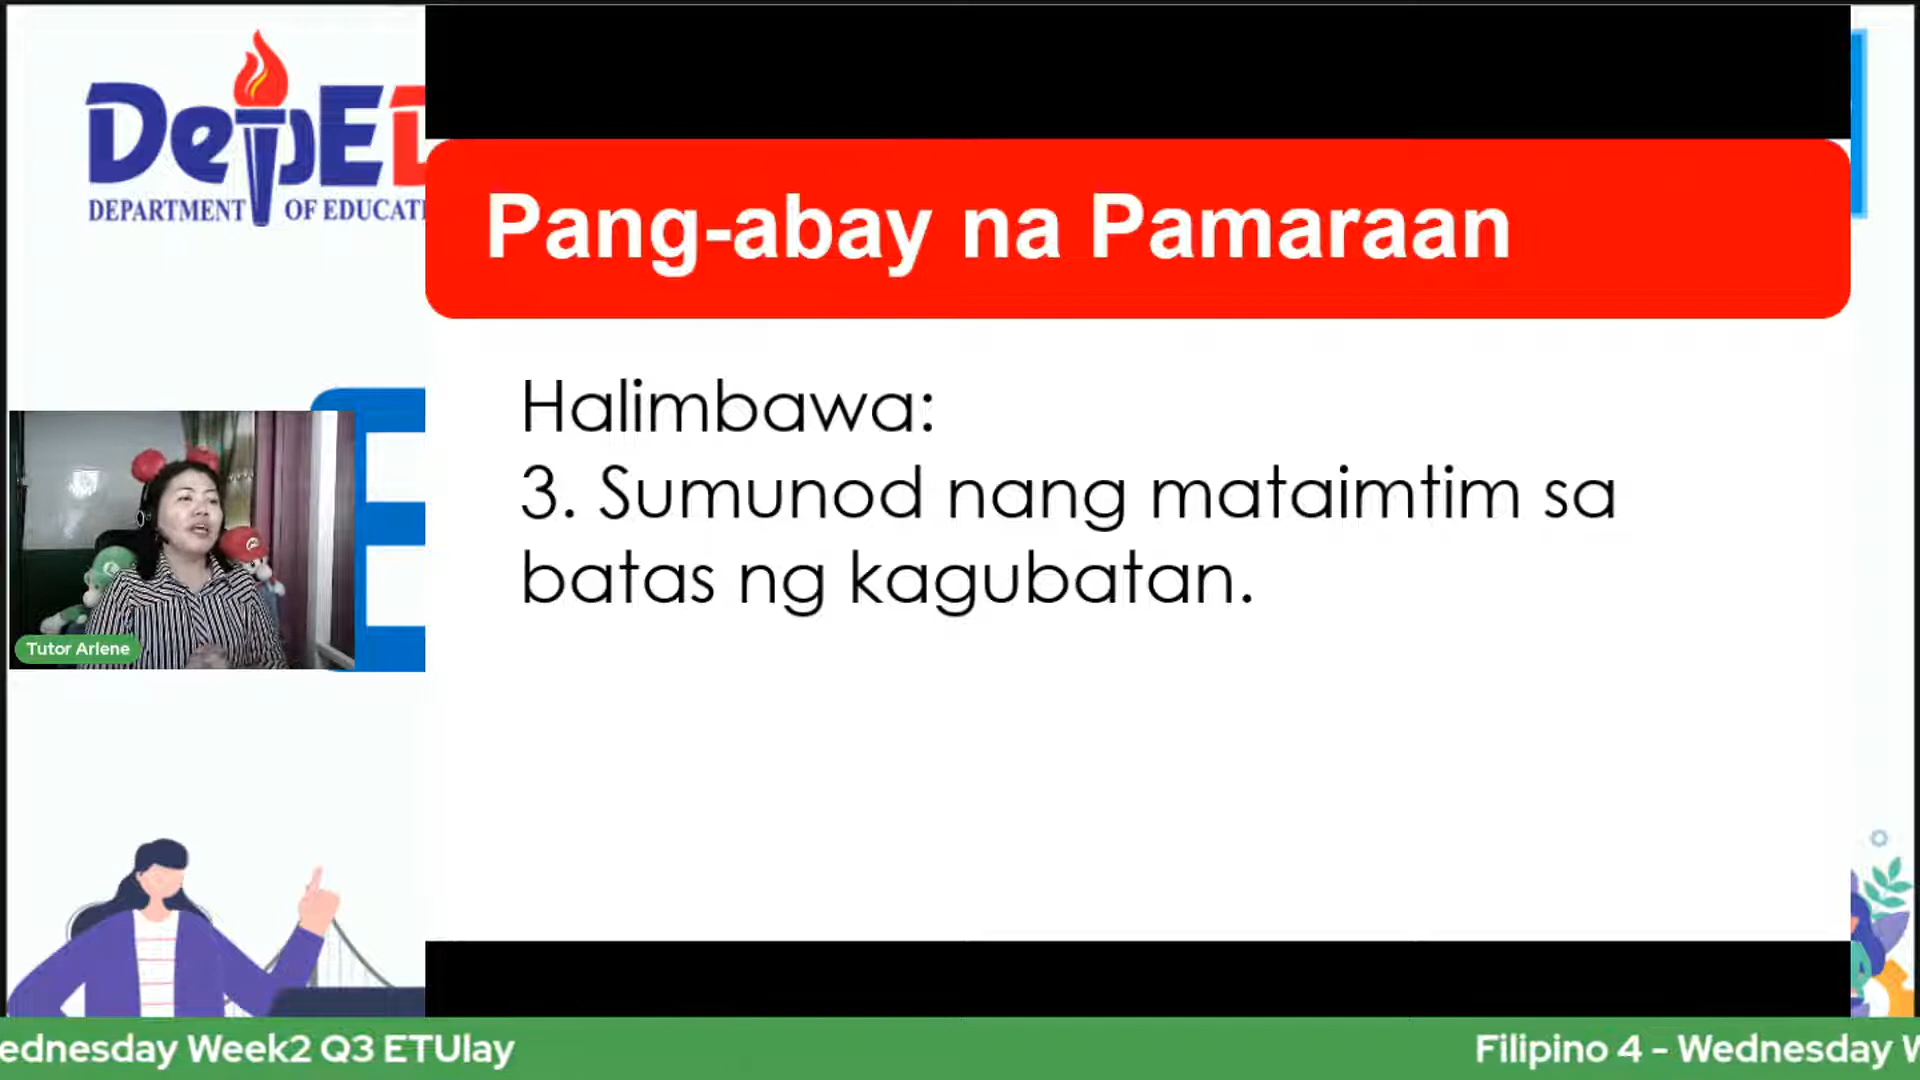 DepE
DEPARTMENT OF EDUCATI
Pang-abay na Pamaraan
Halimbawa:
3. Sumunod nang mataimtim sa
batas ng kagubatan.
Tutor Arlene
ednesday Week2 Q3 ETUlay
Filipino 4 - Wednesday W